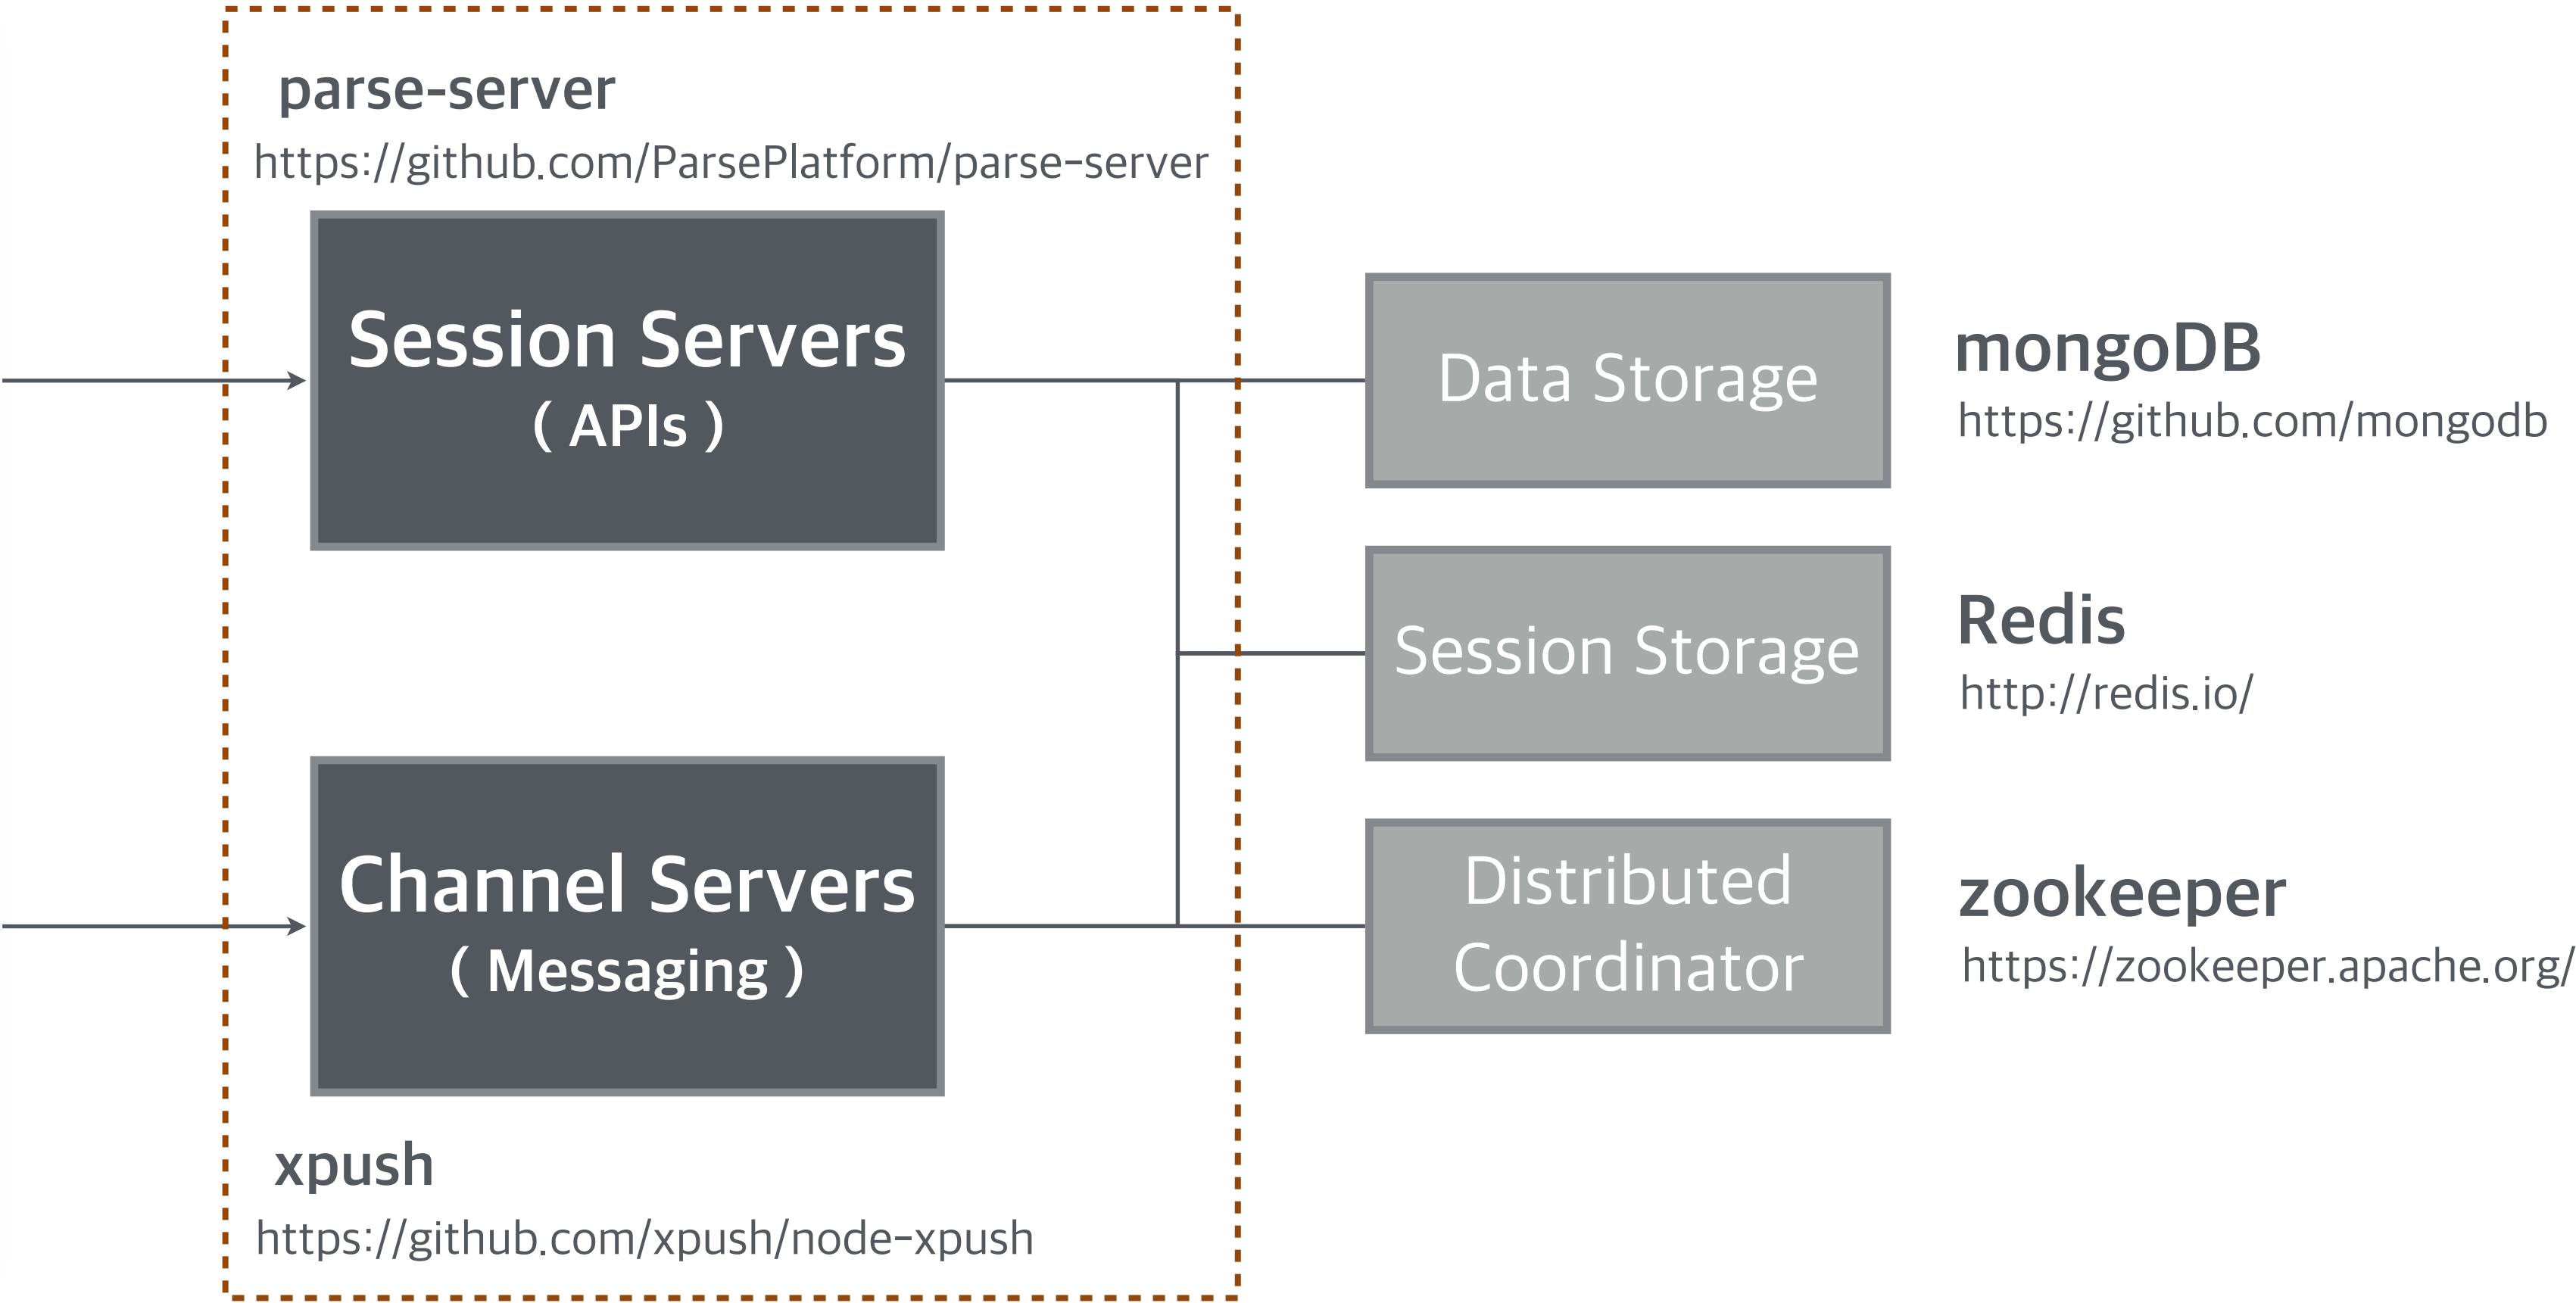 parse-server
https://github.com/ParsePlatform/parse-server
Session Servers
( APIs )
Channel Servers
( Messaging )
xpush
https://github.com/xpush/node-xpush
Data Storage
mongoDB
https://github.com/mongodb
Session Storage
Redis
http://redis.io/
Distributed
Coordinator
zookeeper
https://zookeeper.apache.org/